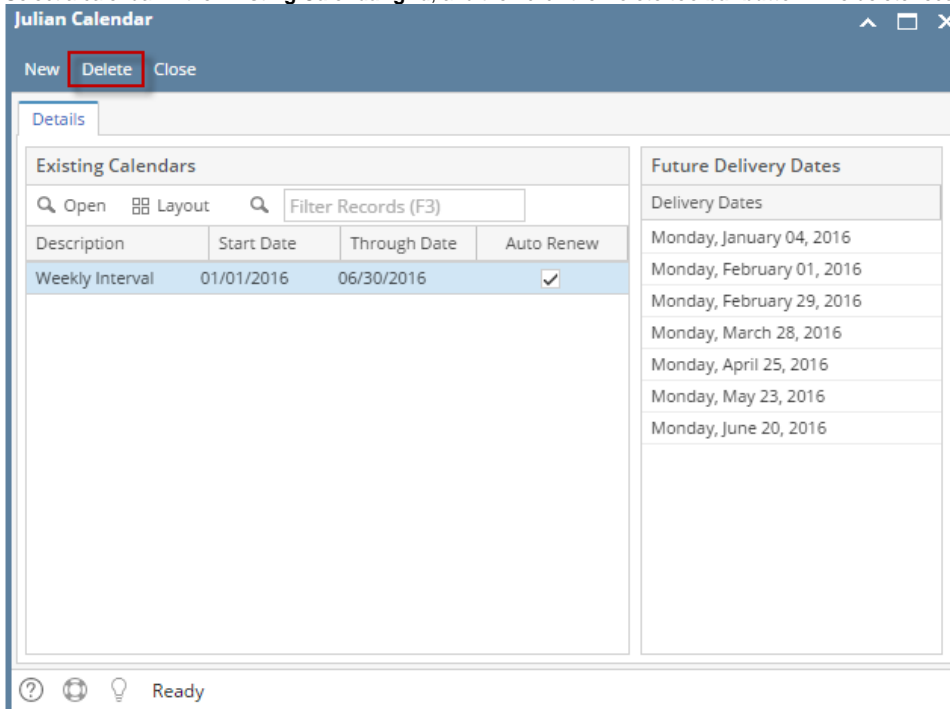 Julian Calendar
New Delete Close
Details
Existing Calendars
Open Layout Filter Records (F3)
Description Start Date Through Date Auto Renew
Weekly Interval 01/01/2016 06/30/2016
Future Delivery Dates
Delivery Dates
Monday, January 04, 2016
Monday, February 01, 2016
Monday, February 29, 2016
Monday, March 28, 2016
Monday, April 25, 2016
Monday, May 23, 2016
Monday, June 20, 2016
Ready